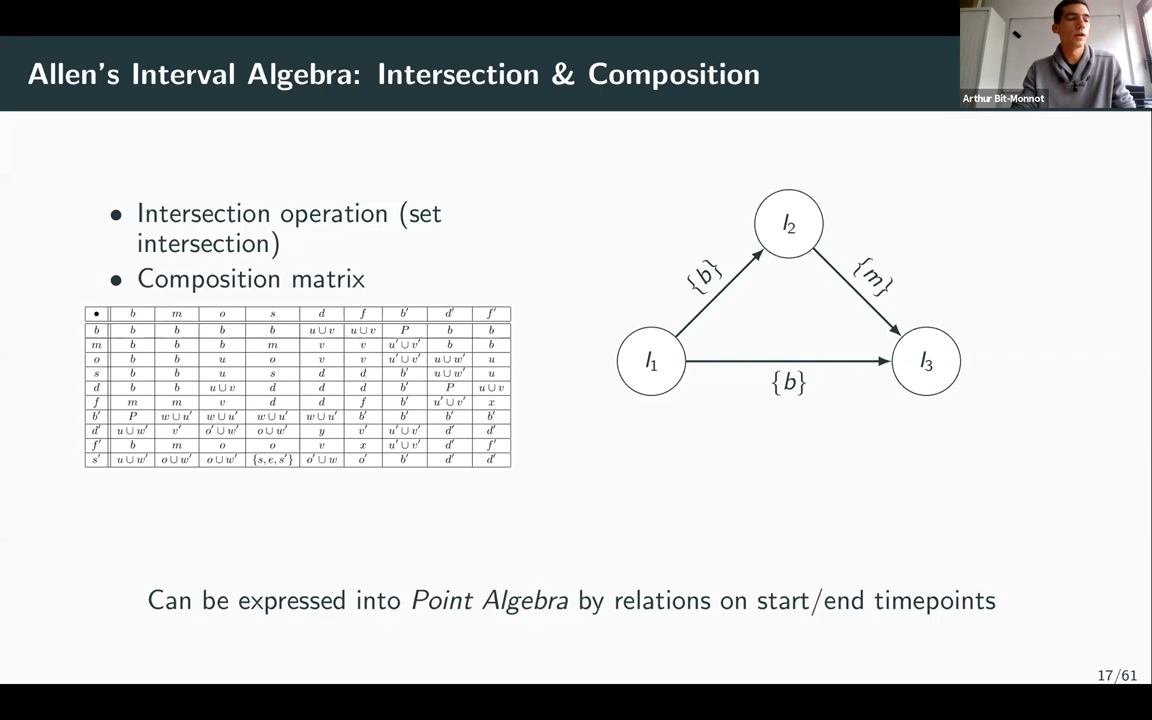 Allen's Interval Algebra: Intersection & Composition
Arthur Bit-Monnot
• Intersection operation (set
intersection)
• Composition matrix
• b m o s d f b′ d′ f′
b b b b b u ∪ v u ∪ v P b b
m b b b m v v u′ ∪ v′ b b
o b b u o v v u′ ∪ v′ u ∪ w′ u
s b b u s d d b′ u ∪ w′ u
d b b u ∪ v d d d b′ P u ∪ v
f m m v d d f b′ u′ ∪ v′ x
b′ P w ∪ u′ w ∪ u′ w ∪ u′ w ∪ u′ b′ b′ b′ b′
d′ u ∪ w′ v′ o′ ∪ w′ o ∪ w′ y v′ u′ ∪ v′ d′ d′
f′ b m o o v x u′ ∪ v′ d′ f′
s′ u ∪ w′ o ∪ w′ o ∪ w′ {s, e, s′} o′ ∪ w o′ b′ d′ d′
I2
{b}
{m}
I1
I3
{b}
Can be expressed into Point Algebra by relations on start/end timepoints
17/61